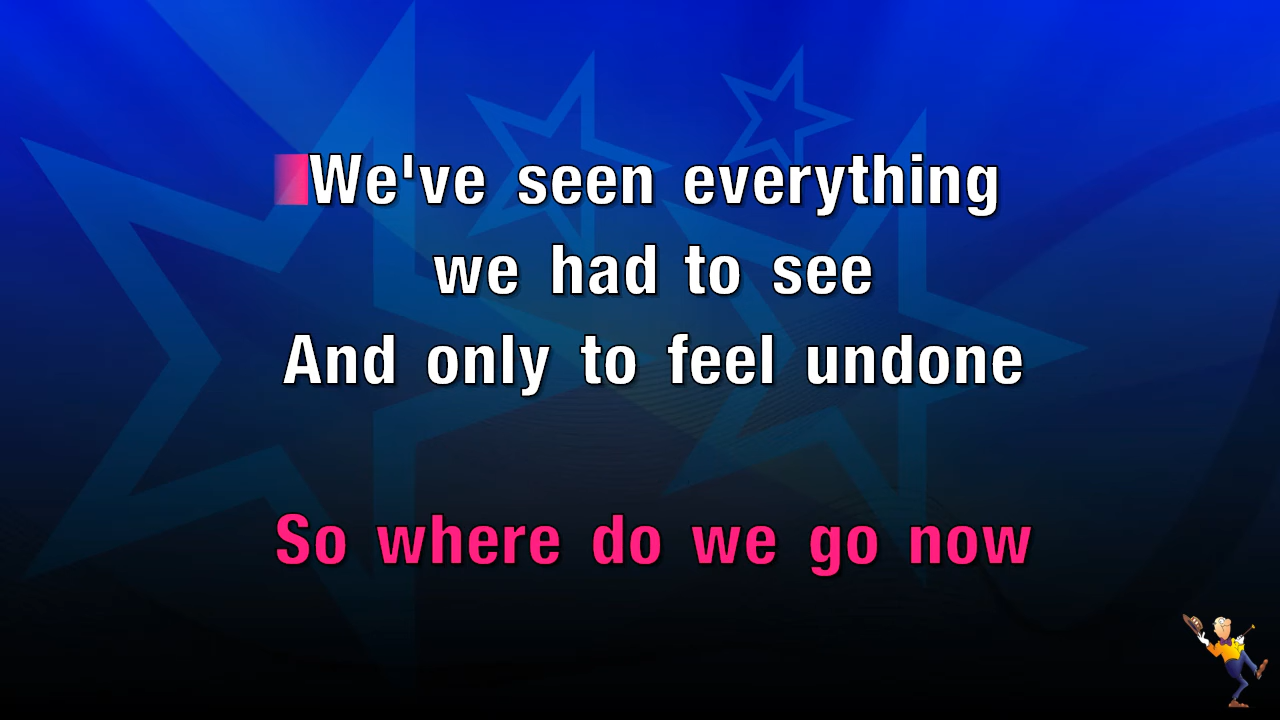 We've seen everything
we had to see
And only to feel undone
So where do we go now